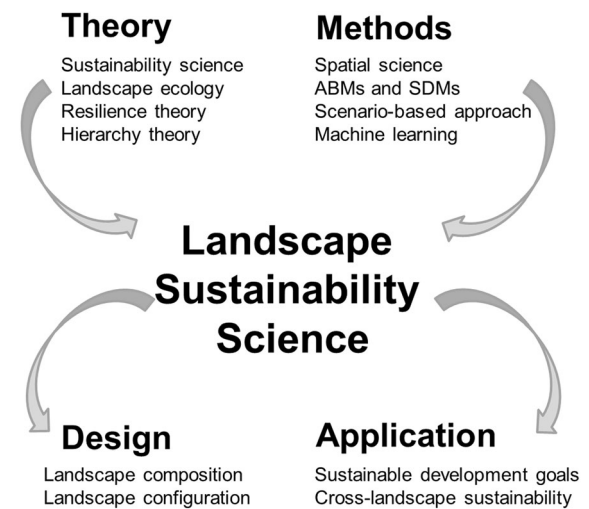 Theory
Sustainability science
Landscape ecology
Resilience theory
Hierarchy theory
Methods
Spatial science
ABMs and SDMs
Scenario-based approach
Machine learning
Landscape
Sustainability
Science
Design
Landscape composition
Landscape configuration
Application
Sustainable development goals
Cross-landscape sustainability